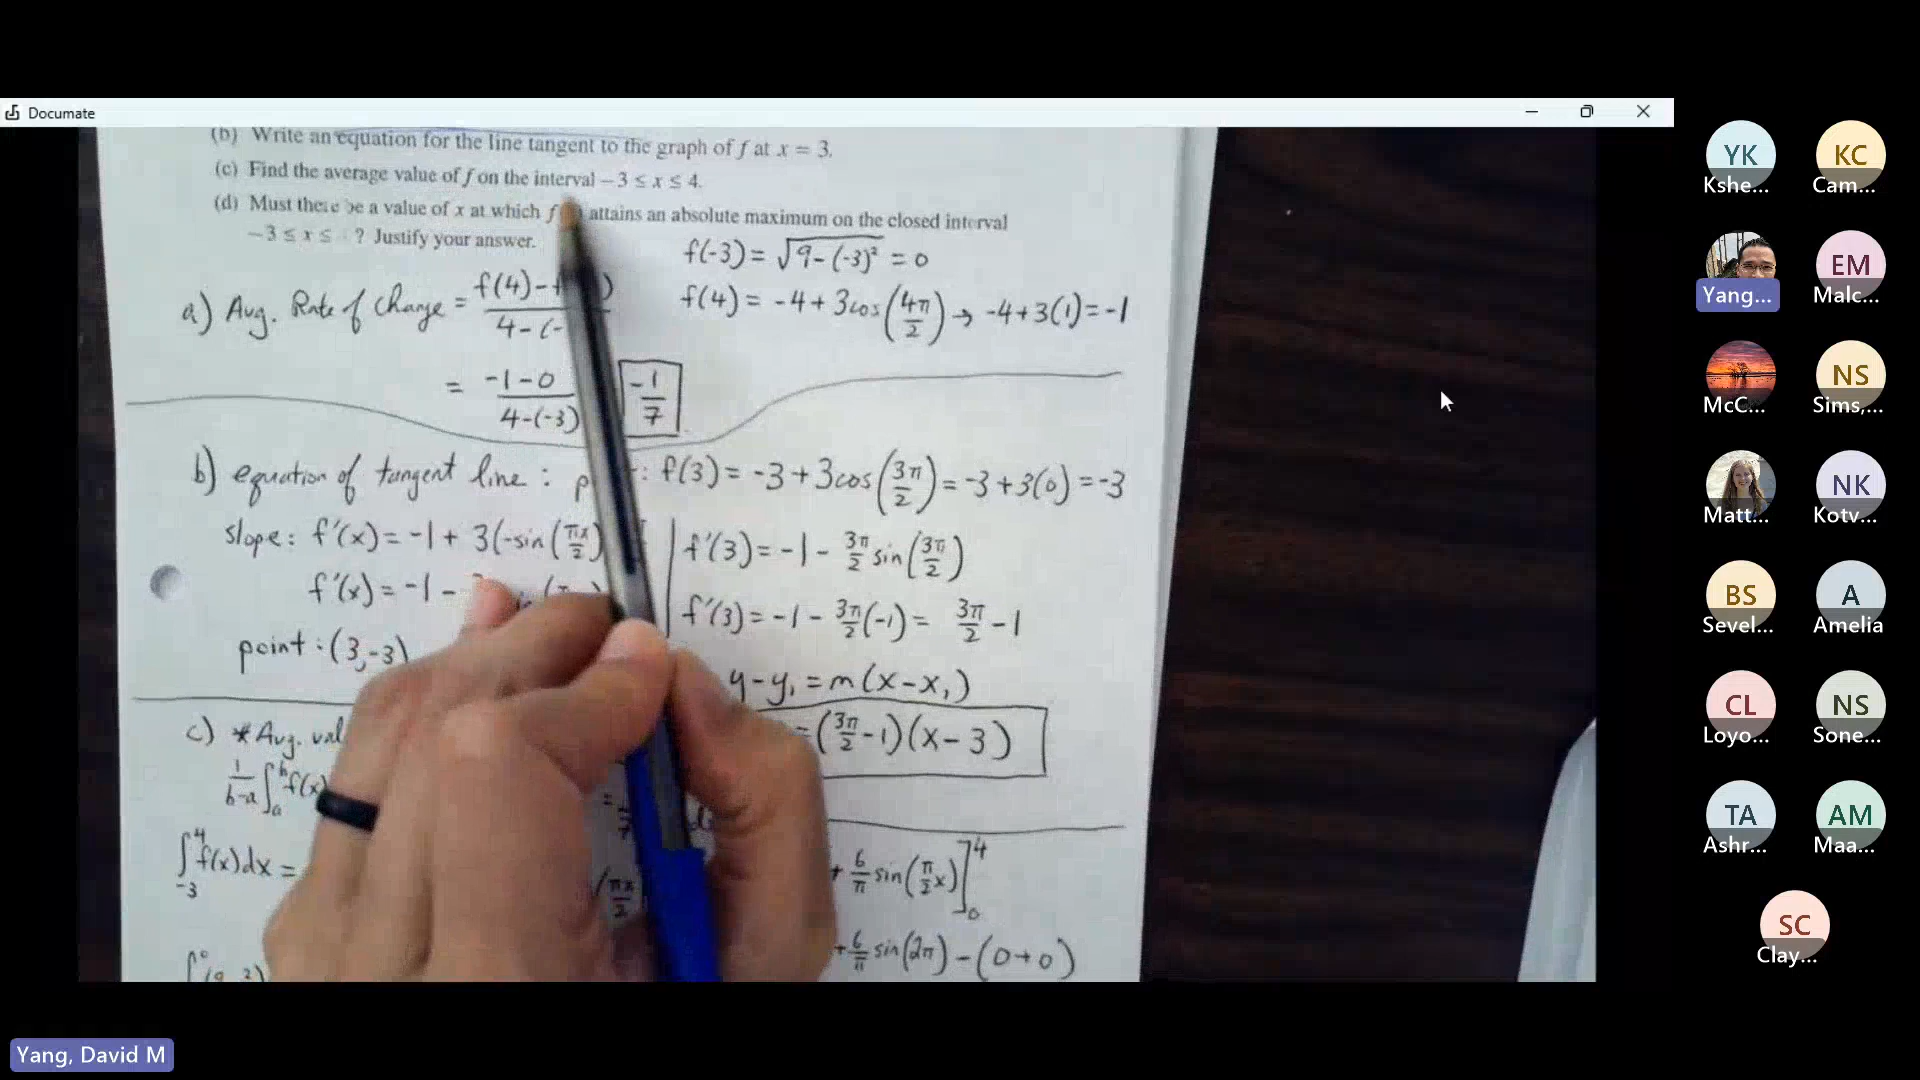 Documate
(b) Write an equation for the line tangent to the graph of f at x = 3.
(c) Find the average value of f on the interval −3 ≤ x ≤ 4.
(d) Must there be a value of x at which f attains an absolute maximum on the closed interval
−3 ≤ x ≤ ? Justify your answer.
f(-3) = √9-(-3)² = 0
a) Avg. Rate of Change = f(4)-f )/4-(-
f(4) = -4+3cos(4π/2) → -4+3(1)=-1
= -1-0/4-(-3) -1/7
b) equation of tangent line: p : f(3) = -3+3cos(3π/2) = -3+3(0) = -3
slope: f'(x) = -1 + 3(-sin(πx/2)
f'(3) = -1 - 3π/2 sin(3π/2)
f'(x) = -1 -
f'(3) = -1 - 3π/2(-1) = 3π/2 - 1
point: (3,-3)
y-y₁ = m(x-x₁)
=(3π/2-1)(x-3)
c) *Avg. val
1/b-a ∫ₐᵇ f(x)
= /7
∫₋₃⁴ f(x)dx =
(πx/2
+ 6/π sin(π/2 x)]₀⁴
+ 6/π sin(2π) - (0+0)
YK
Kshe...
KC
Cam...
Yang...
EM
Malc...
McC...
NS
Sims,...
Matt...
NK
Kotv...
BS
Sevel...
A
Amelia
CL
Loyo...
NS
Sone...
TA
Ashr...
AM
Maa...
SC
Clay...
Yang, David M